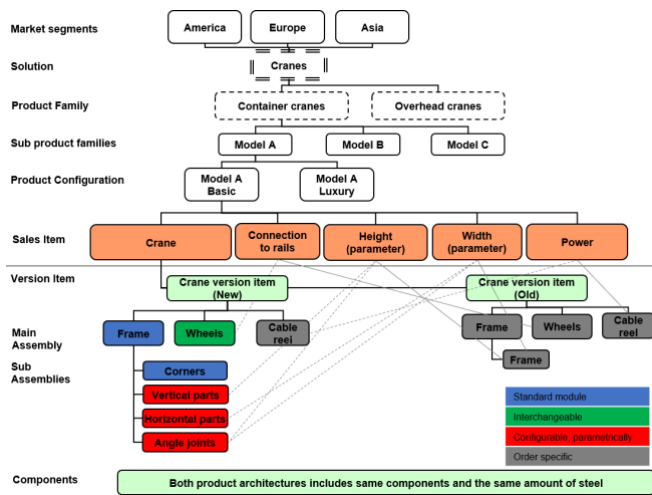 Market segments
America
Europe
Asia
Solution
Cranes
Product Family
Container cranes
Overhead cranes
Sub product families
Model A
Model B
Model C
Product Configuration
Model A
Basic
Model A
Luxury
Sales Item
Crane
Connection
to rails
Height
(parameter)
Width
(parameter)
Power
Version Item
Crane version item
(New)
Crane version item
(Old)
Main
Assembly
Frame
Wheels
Cable
reel
Frame
Wheels
Cable
reel
Sub
Assemblies
Frame
Corners
Vertical parts
Horizontal parts
Angle joints
Standard module
Interchangeable
Configurable, parametrically
Order specific
Components
Both product architectures includes same components and the same amount of steel